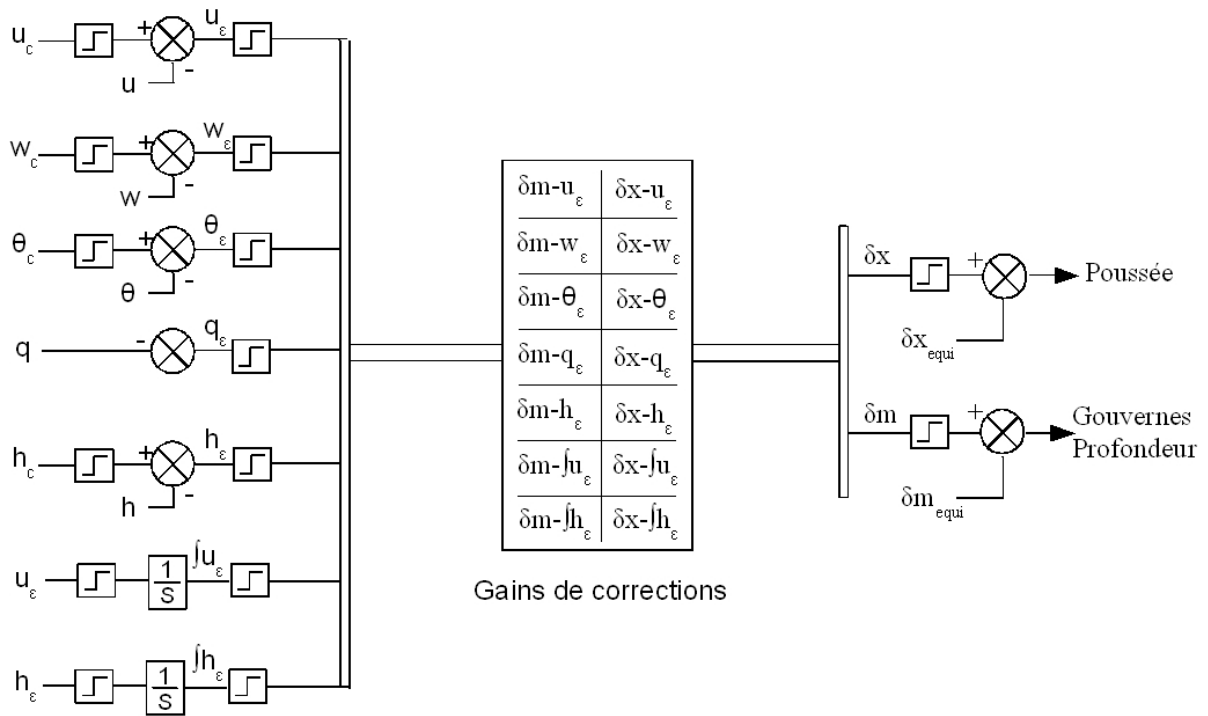 u_c + u_ε
- u
w_c + w_ε
- w
θ_c + θ_ε
- θ
q - q_ε
h_c + h_ε
- h
u_ε 1/S ∫u_ε
h_ε 1/S ∫h_ε
δm-u_ε δx-u_ε
δm-w_ε δx-w_ε
δm-θ_ε δx-θ_ε
δm-q_ε δx-q_ε
δm-h_ε δx-h_ε
δm-∫u_ε δx-∫u_ε
δm-∫h_ε δx-∫h_ε
Gains de corrections
δx + Poussée
δx_equi
δm + Gouvernes
Profondeur
δm_equi